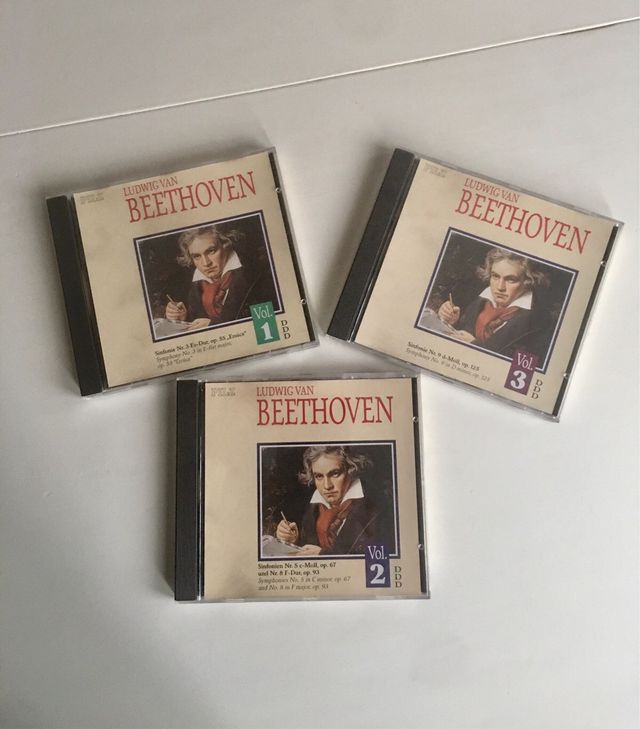 LUDWIG VAN
BEETHOVEN
Vol.
1
DDD
Sinfonie Nr. 3 Es-Dur, op. 55 „Eroica“
Symphony No. 3 in E-flat major,
op. 55 "Eroica"
LUDWIG VAN
BEETHOVEN
Vol.
3
DDD
Sinfonie Nr. 9 d-Moll, op. 125
Symphony No. 9 in D minor, op. 125
LUDWIG VAN
BEETHOVEN
Vol.
2
DDD
Sinfonien Nr. 5 c-Moll, op. 67
und Nr. 8 F-Dur, op. 93
Symphonies No. 5 in C minor, op. 67
and No. 8 in F major, op. 93